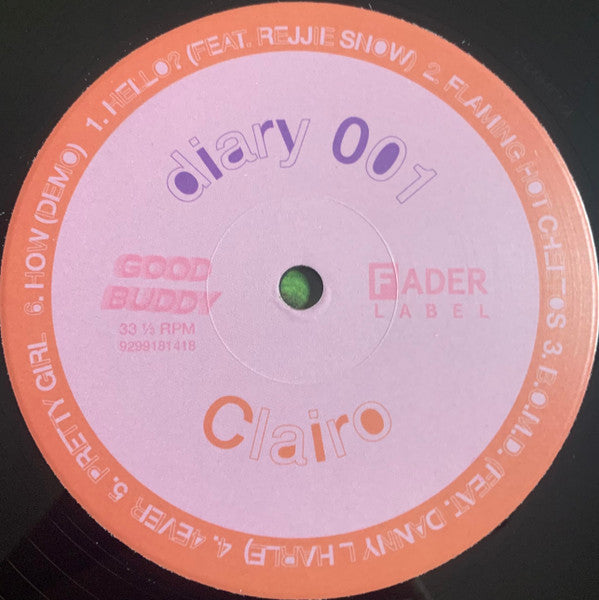 diary 001
GOOD
BUDDY
33 ⅓ RPM
9299181418
FADER
LABEL
Clairo
1. HELLO? (FEAT. REJJIE SNOW) 2. FLAMING HOT CHEETOS 3. B.O.M.D. (FEAT. DANNY L HARLE) 4. 4EVER 5. PRETTY GIRL 6. HOW (DEMO)